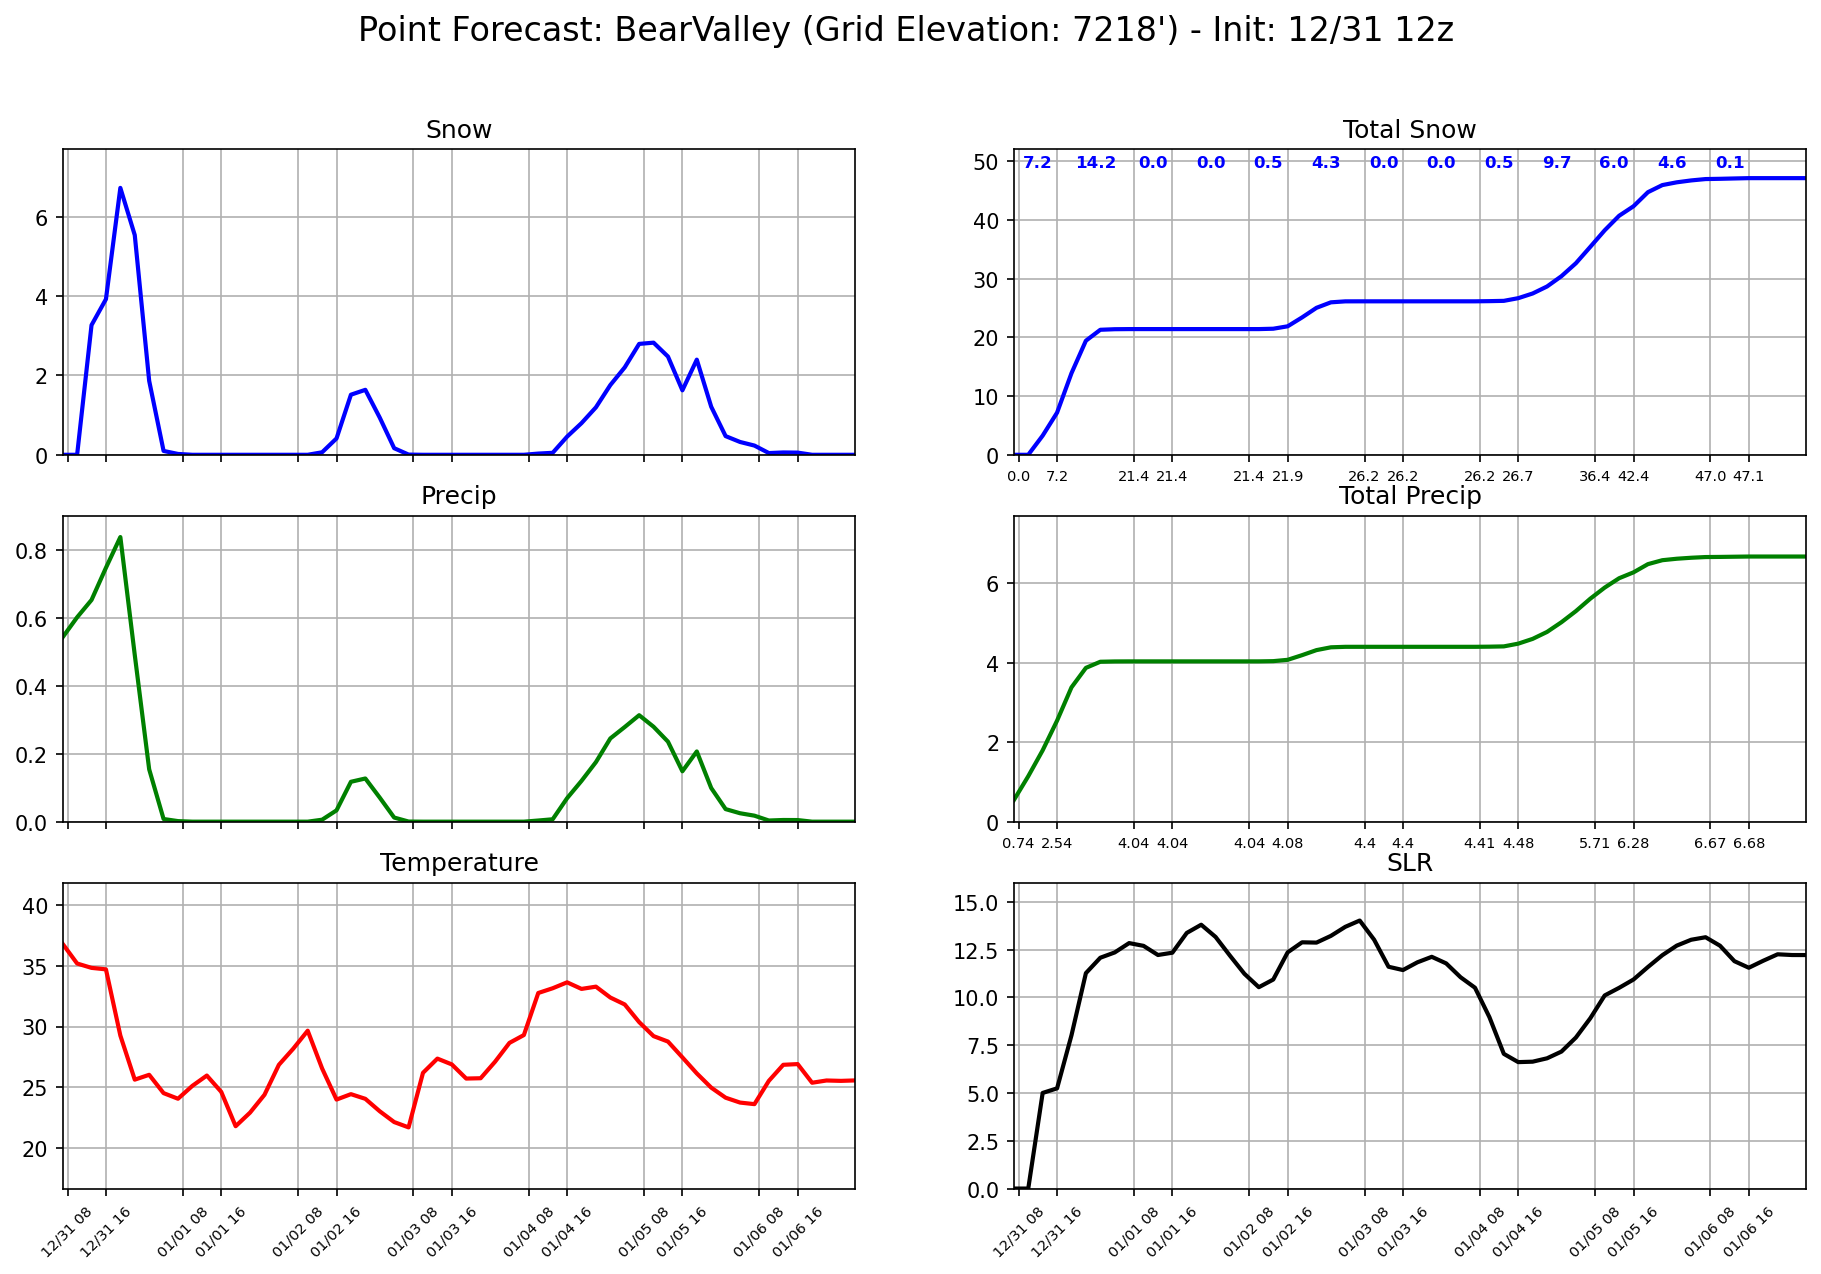 Point Forecast: BearValley (Grid Elevation: 7218') - Init: 12/31 12z
Snow
6
4
2
0
Total Snow
50
40
30
20
10
0
7.2 14.2 0.0 0.0 0.5 4.3 0.0 0.0 0.5 9.7 6.0 4.6 0.1
0.0 7.2 21.4 21.4 21.4 21.9 26.2 26.2 26.2 26.7 36.4 42.4 47.0 47.1
Precip
0.8
0.6
0.4
0.2
0.0
Total Precip
6
4
2
0
0.74 2.54 4.04 4.04 4.04 4.08 4.4 4.4 4.41 4.48 5.71 6.28 6.67 6.68
Temperature
40
35
30
25
20
12/31 08 12/31 16 01/01 08 01/01 16 01/02 08 01/02 16 01/03 08 01/03 16 01/04 08 01/04 16 01/05 08 01/05 16 01/06 08 01/06 16
SLR
15.0
12.5
10.0
7.5
5.0
2.5
0.0
12/31 08 12/31 16 01/01 08 01/01 16 01/02 08 01/02 16 01/03 08 01/03 16 01/04 08 01/04 16 01/05 08 01/05 16 01/06 08 01/06 16